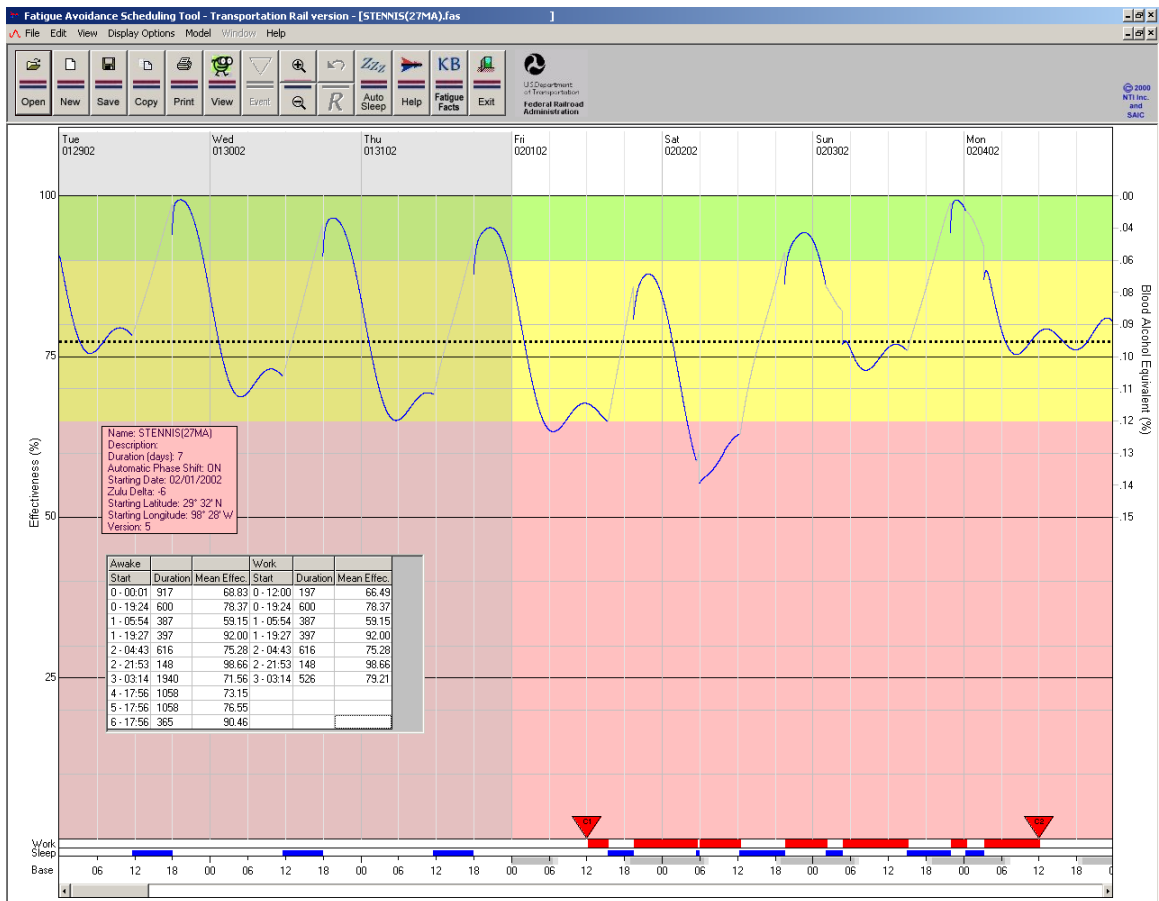 Fatigue Avoidance Scheduling Tool - Transportation Rail version - [STENNIS(27MA).fas ]
File Edit View Display Options Model Window Help
Open New Save Copy Print View Event R Zzz Auto Sleep Help KB Fatigue Facts Exit
U.S.Department
of Transportation
Federal Railroad
Administration
© 2000
NTI Inc.
and
SAIC
Tue Wed Thu Fri Sat Sun Mon
012902 013002 013102 020102 020202 020302 020402
100
75
50
25
Effectiveness (%)
.00
.04
.06
.08
.09
.10
.11
.12
.13
.14
.15
Blood Alcohol Equivalent (%)
Name: STENNIS(27MA)
Description:
Duration (days): 7
Automatic Phase Shift: ON
Starting Date: 02/01/2002
Zulu Delta: -6
Starting Latitude: 29° 32' N
Starting Longitude: 98° 28' W
Version: 5
Awake Work
Start Duration Mean Effec. Start Duration Mean Effec.
0 - 00:01 917 68.83 0 - 12:00 197 66.49
0 - 19:24 600 78.37 0 - 19:24 600 78.37
1 - 05:54 387 59.15 1 - 05:54 387 59.15
1 - 19:27 397 92.00 1 - 19:27 397 92.00
2 - 04:43 616 75.28 2 - 04:43 616 75.28
2 - 21:53 148 98.66 2 - 21:53 148 98.66
3 - 03:14 1940 71.56 3 - 03:14 526 79.21
4 - 17:56 1058 73.15
5 - 17:56 1058 76.55
6 - 17:56 365 90.46
Work
Sleep
Base 06 12 18 00 06 12 18 00 06 12 18 00 06 12 18 00 06 12 18 00 06 12 18 00 06 12 18